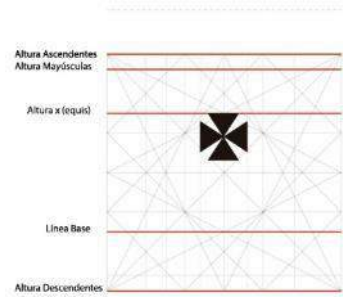 Altura Ascendentes
Altura Mayúsculas
Altura x (equis)
Línea Base
Altura Descendentes